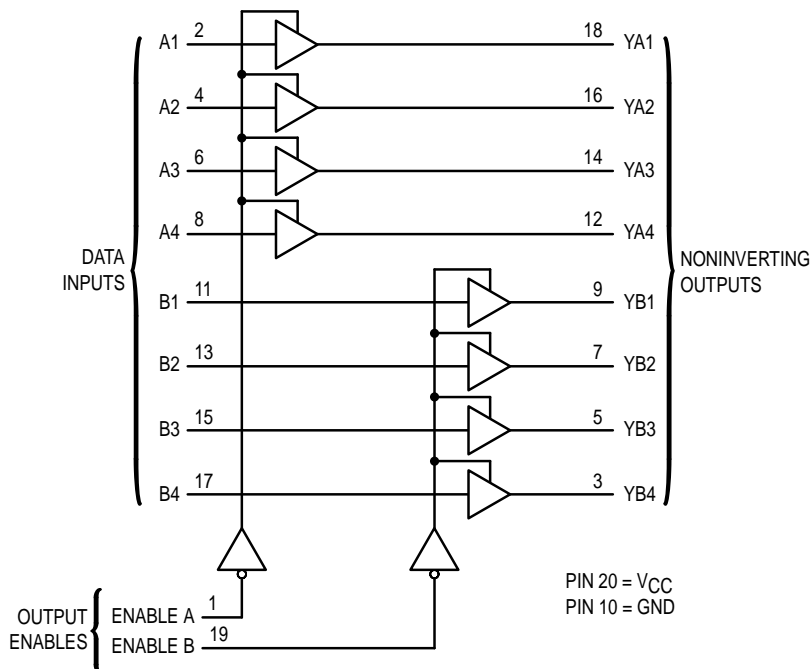 A1 2 18 YA1
A2 4 16 YA2
A3 6 14 YA3
A4 8 12 YA4
DATA
INPUTS
NONINVERTING
OUTPUTS
B1 11 9 YB1
B2 13 7 YB2
B3 15 5 YB3
B4 17 3 YB4
OUTPUT
ENABLES
ENABLE A 1
ENABLE B 19
PIN 20 = VCC
PIN 10 = GND